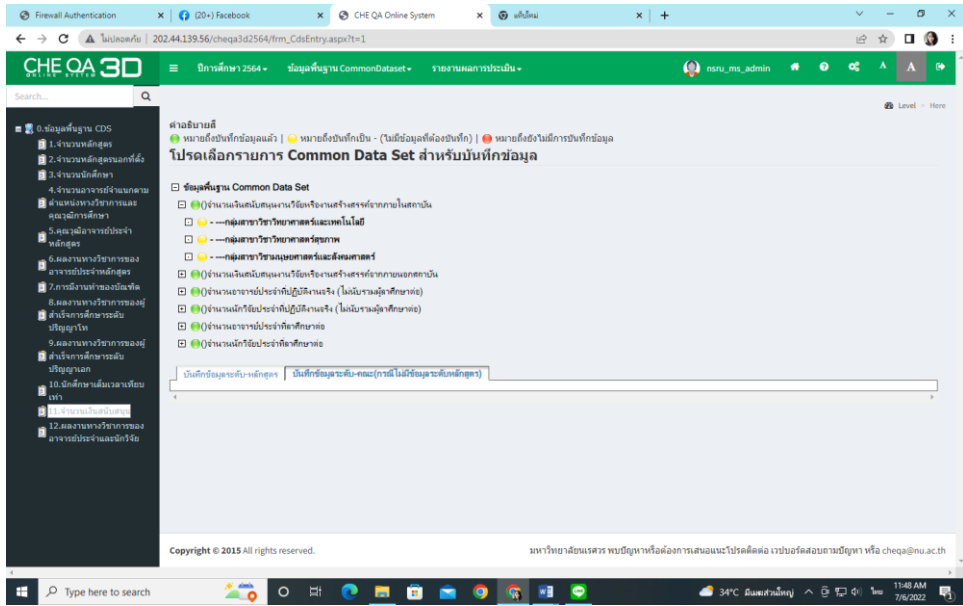 Firewall Authentication
(20+) Facebook
CHE QA Online System
แท็บใหม่
ไม่ปลอดภัย | 202.44.139.56/cheqa3d2564/frm_CdsEntry.aspx?t=1
CHE QA 3D
ONLINE SYSTEM
ปีการศึกษา 2564
ข้อมูลพื้นฐาน CommonDataset
รายงานผลการประเมิน
nsru_ms_admin
A
A
Search...
Level > Here
0.ข้อมูลพื้นฐาน CDS
1.จำนวนหลักสูตร
2.จำนวนหลักสูตรนอกที่ตั้ง
3.จำนวนนักศึกษา
4.จำนวนอาจารย์จำแนกตาม
ตำแหน่งทางวิชาการและ
คุณวุฒิการศึกษา
5.คุณวุฒิอาจารย์ประจำ
หลักสูตร
6.ผลงานทางวิชาการของ
อาจารย์ประจำหลักสูตร
7.การมีงานทำของบัณฑิต
8.ผลงานทางวิชาการของผู้
สำเร็จการศึกษาระดับ
ปริญญาโท
9.ผลงานทางวิชาการของผู้
สำเร็จการศึกษาระดับ
ปริญญาเอก
10.นักศึกษาเต็มเวลาเทียบ
เท่า
11.จำนวนเงินสนับสนุน
12.ผลงานทางวิชาการของ
อาจารย์ประจำและนักวิจัย
คำอธิบายสี
หมายถึงบันทึกข้อมูลแล้ว | หมายถึงบันทึกเป็น - (ไม่มีข้อมูลที่ต้องบันทึก) | หมายถึงยังไม่มีการบันทึกข้อมูล
โปรดเลือกรายการ Common Data Set สำหรับบันทึกข้อมูล
ข้อมูลพื้นฐาน Common Data Set
()จำนวนเงินสนับสนุนงานวิจัยหรืองานสร้างสรรค์จากภายในสถาบัน
- ---กลุ่มสาขาวิชาวิทยาศาสตร์และเทคโนโลยี
- ---กลุ่มสาขาวิชาวิทยาศาสตร์สุขภาพ
- ---กลุ่มสาขาวิชามนุษยศาสตร์และสังคมศาสตร์
()จำนวนเงินสนับสนุนงานวิจัยหรืองานสร้างสรรค์จากภายนอกสถาบัน
()จำนวนอาจารย์ประจำที่ปฏิบัติงานจริง (ไม่นับรวมผู้ลาศึกษาต่อ)
()จำนวนนักวิจัยประจำที่ปฏิบัติงานจริง (ไม่นับรวมผู้ลาศึกษาต่อ)
()จำนวนอาจารย์ประจำที่ลาศึกษาต่อ
()จำนวนนักวิจัยประจำที่ลาศึกษาต่อ
บันทึกข้อมูลระดับ-หลักสูตร
บันทึกข้อมูลระดับ-คณะ(กรณีไม่มีข้อมูลระดับหลักสูตร)
Copyright © 2015 All rights reserved.
มหาวิทยาลัยนเรศวร พบปัญหาหรือต้องการเสนอแนะโปรดติดต่อ เวปบอร์ดสอบถามปัญหา หรือ cheqa@nu.ac.th
Type here to search
34°C มีแดดส่วนใหญ่
ไทย
11:48 AM
7/6/2022